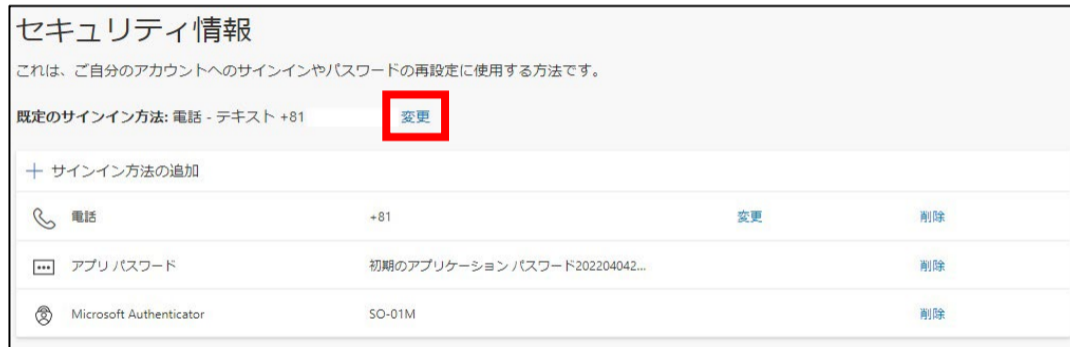 セキュリティ情報
これは、ご自分のアカウントへのサインインやパスワードの再設定に使用する方法です。
既定のサインイン方法: 電話 - テキスト +81 変更
+ サインイン方法の追加
電話 +81 変更 削除
アプリ パスワード 初期のアプリケーション パスワード202204042... 削除
Microsoft Authenticator SO-01M 削除